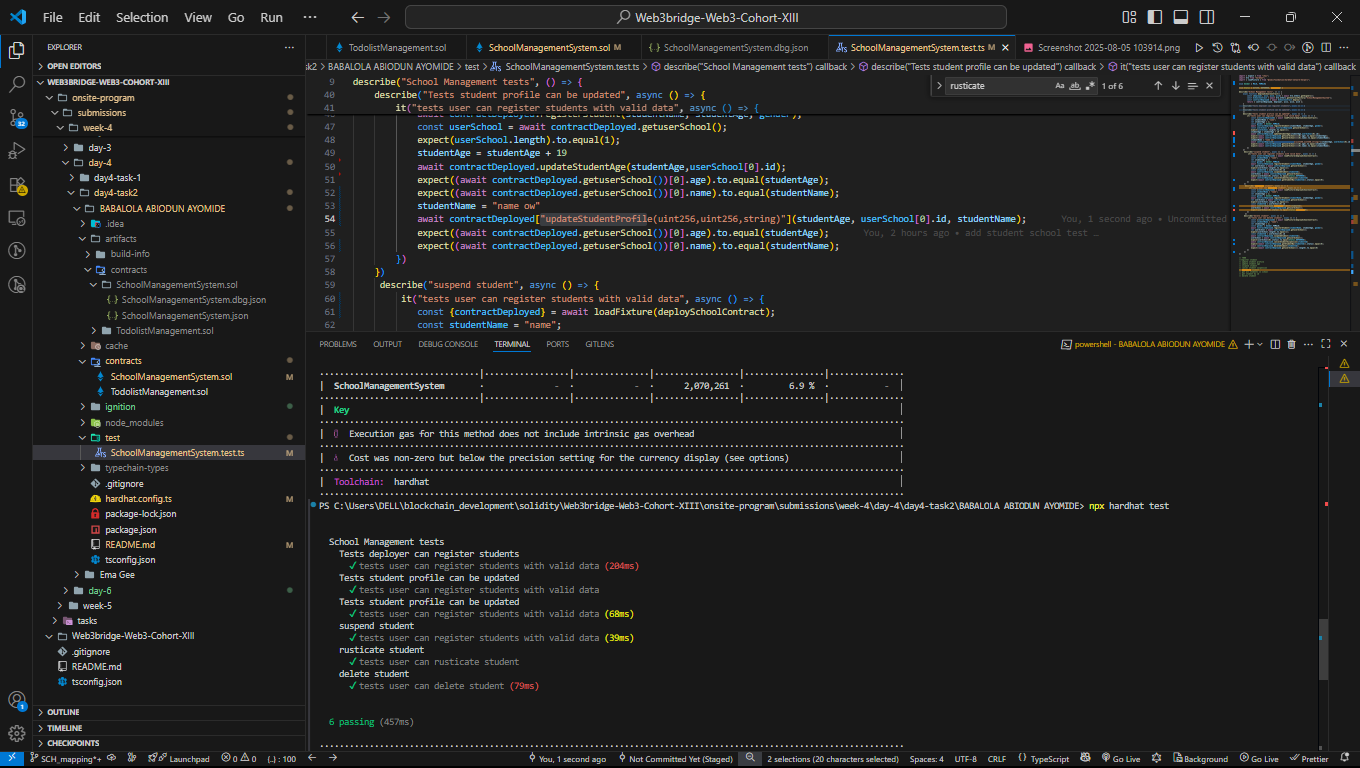 File Edit Selection View Go Run ··· Web3bridge-Web3-Cohort-XIII
EXPLORER
OPEN EDITORS
WEB3BRIDGE-WEB3-COHORT-XIII
onsite-program
submissions
week-4
day-3
day-4
day4-task-1
day4-task2
BABALOLA ABIODUN AYOMIDE
.idea
artifacts
build-info
contracts
SchoolManagementSystem.sol
SchoolManagementSystem.dbg.json
SchoolManagementSystem.json
TodolistManagement.sol
cache
contracts
SchoolManagementSystem.sol M
TodolistManagement.sol
ignition
node_modules
test
SchoolManagementSystem.test.ts M
typechain-types
.gitignore
hardhat.config.ts M
package-lock.json
package.json
README.md M
tsconfig.json
Ema Gee
day-6
week-5
tasks
Web3bridge-Web3-Cohort-XIII
.gitignore
README.md
tsconfig.json
OUTLINE
TIMELINE
CHECKPOINTS
TodolistManagement.sol SchoolManagementSystem.sol M SchoolManagementSystem.dbg.json SchoolManagementSystem.test.ts M Screenshot 2025-08-05 103914.png
sk2 > BABALOLA ABIODUN AYOMIDE > test > SchoolManagementSystem.test.ts > describe("School Management tests") callback > describe("Tests student profile can be updated") callback > it("tests user can register students with valid data") callback
rusticate Aa ab .* 1 of 6
9 describe("School Management tests", () => {
40 describe("Tests student profile can be updated", async () => {
41 it("tests user can register students with valid data", async () => {
46 await contractDeployed.registerStudent(studentName, studentAge, gender);
47 const userSchool = await contractDeployed.getuserSchool();
48 expect(userSchool.length).to.equal(1);
49 studentAge = studentAge + 19
50 await contractDeployed.updateStudentAge(studentAge,userSchool[0].id);
51 expect((await contractDeployed.getuserSchool())[0].age).to.equal(studentAge);
52 expect((await contractDeployed.getuserSchool())[0].name).to.equal(studentName);
53 studentName = "name ow"
54 await contractDeployed["updateStudentProfile(uint256,uint256,string)"](studentAge, userSchool[0].id, studentName); You, 1 second ago • Uncommitted
55 expect((await contractDeployed.getuserSchool())[0].age).to.equal(studentAge); You, 2 hours ago • add student school test …
56 expect((await contractDeployed.getuserSchool())[0].name).to.equal(studentName);
57 })
58 })
59 describe("suspend student", async () => {
60 it("tests user can register students with valid data", async () => {
61 const {contractDeployed} = await loadFixture(deploySchoolContract);
62 const studentName = "name";
PROBLEMS OUTPUT DEBUG CONSOLE TERMINAL PORTS GITLENS powershell - BABALOLA ABIODUN AYOMIDE
| SchoolManagementSystem · - · - · 2,070,261 · 6.9 % · - |
| Key |
| Execution gas for this method does not include intrinsic gas overhead |
| Cost was non-zero but below the precision setting for the currency display (see options) |
| Toolchain: hardhat |
PS C:\Users\DELL\blockchain_development\solidity\Web3bridge-Web3-Cohort-XIII\onsite-program\submissions\week-4\day-4\day4-task2\BABALOLA ABIODUN AYOMIDE> npx hardhat test
School Management tests
Tests deployer can register students
✓ tests user can register students with valid data (204ms)
Tests student profile can be updated
✓ tests user can register students with valid data
Tests student profile can be updated
✓ tests user can register students with valid data (68ms)
suspend student
✓ tests user can register students with valid data (39ms)
rusticate student
✓ tests user can rusticate student
delete student
✓ tests user can delete student (79ms)
6 passing (457ms)
SCH_mapping*+ Launchpad 0 0 {..} : 100 You, 1 second ago Not Committed Yet (Staged) 2 selections (20 characters selected) Spaces: 4 UTF-8 CRLF {} TypeScript Go Live Background Go Live Prettier